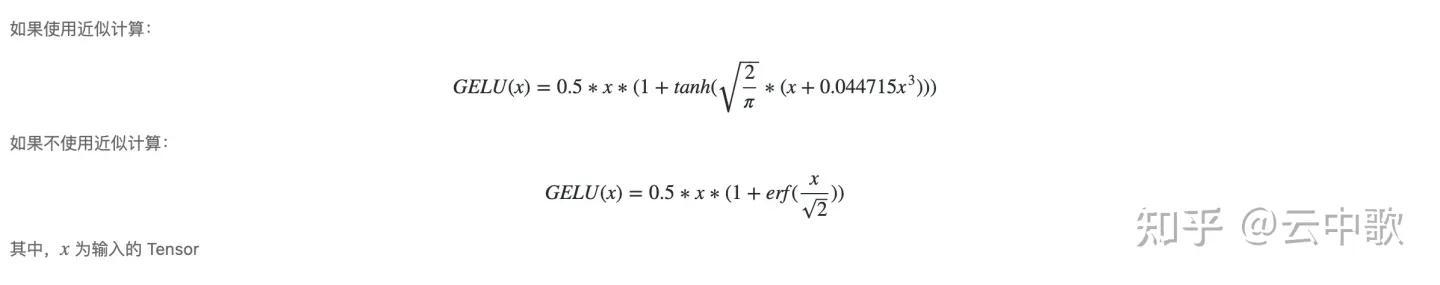 如果使用近似计算：
GELU(x) = 0.5 * x * (1 + tanh(√(2/π) * (x + 0.044715x³)))
如果不使用近似计算：
GELU(x) = 0.5 * x * (1 + erf(x/√2))
其中，x 为输入的 Tensor
知乎 @云中歌